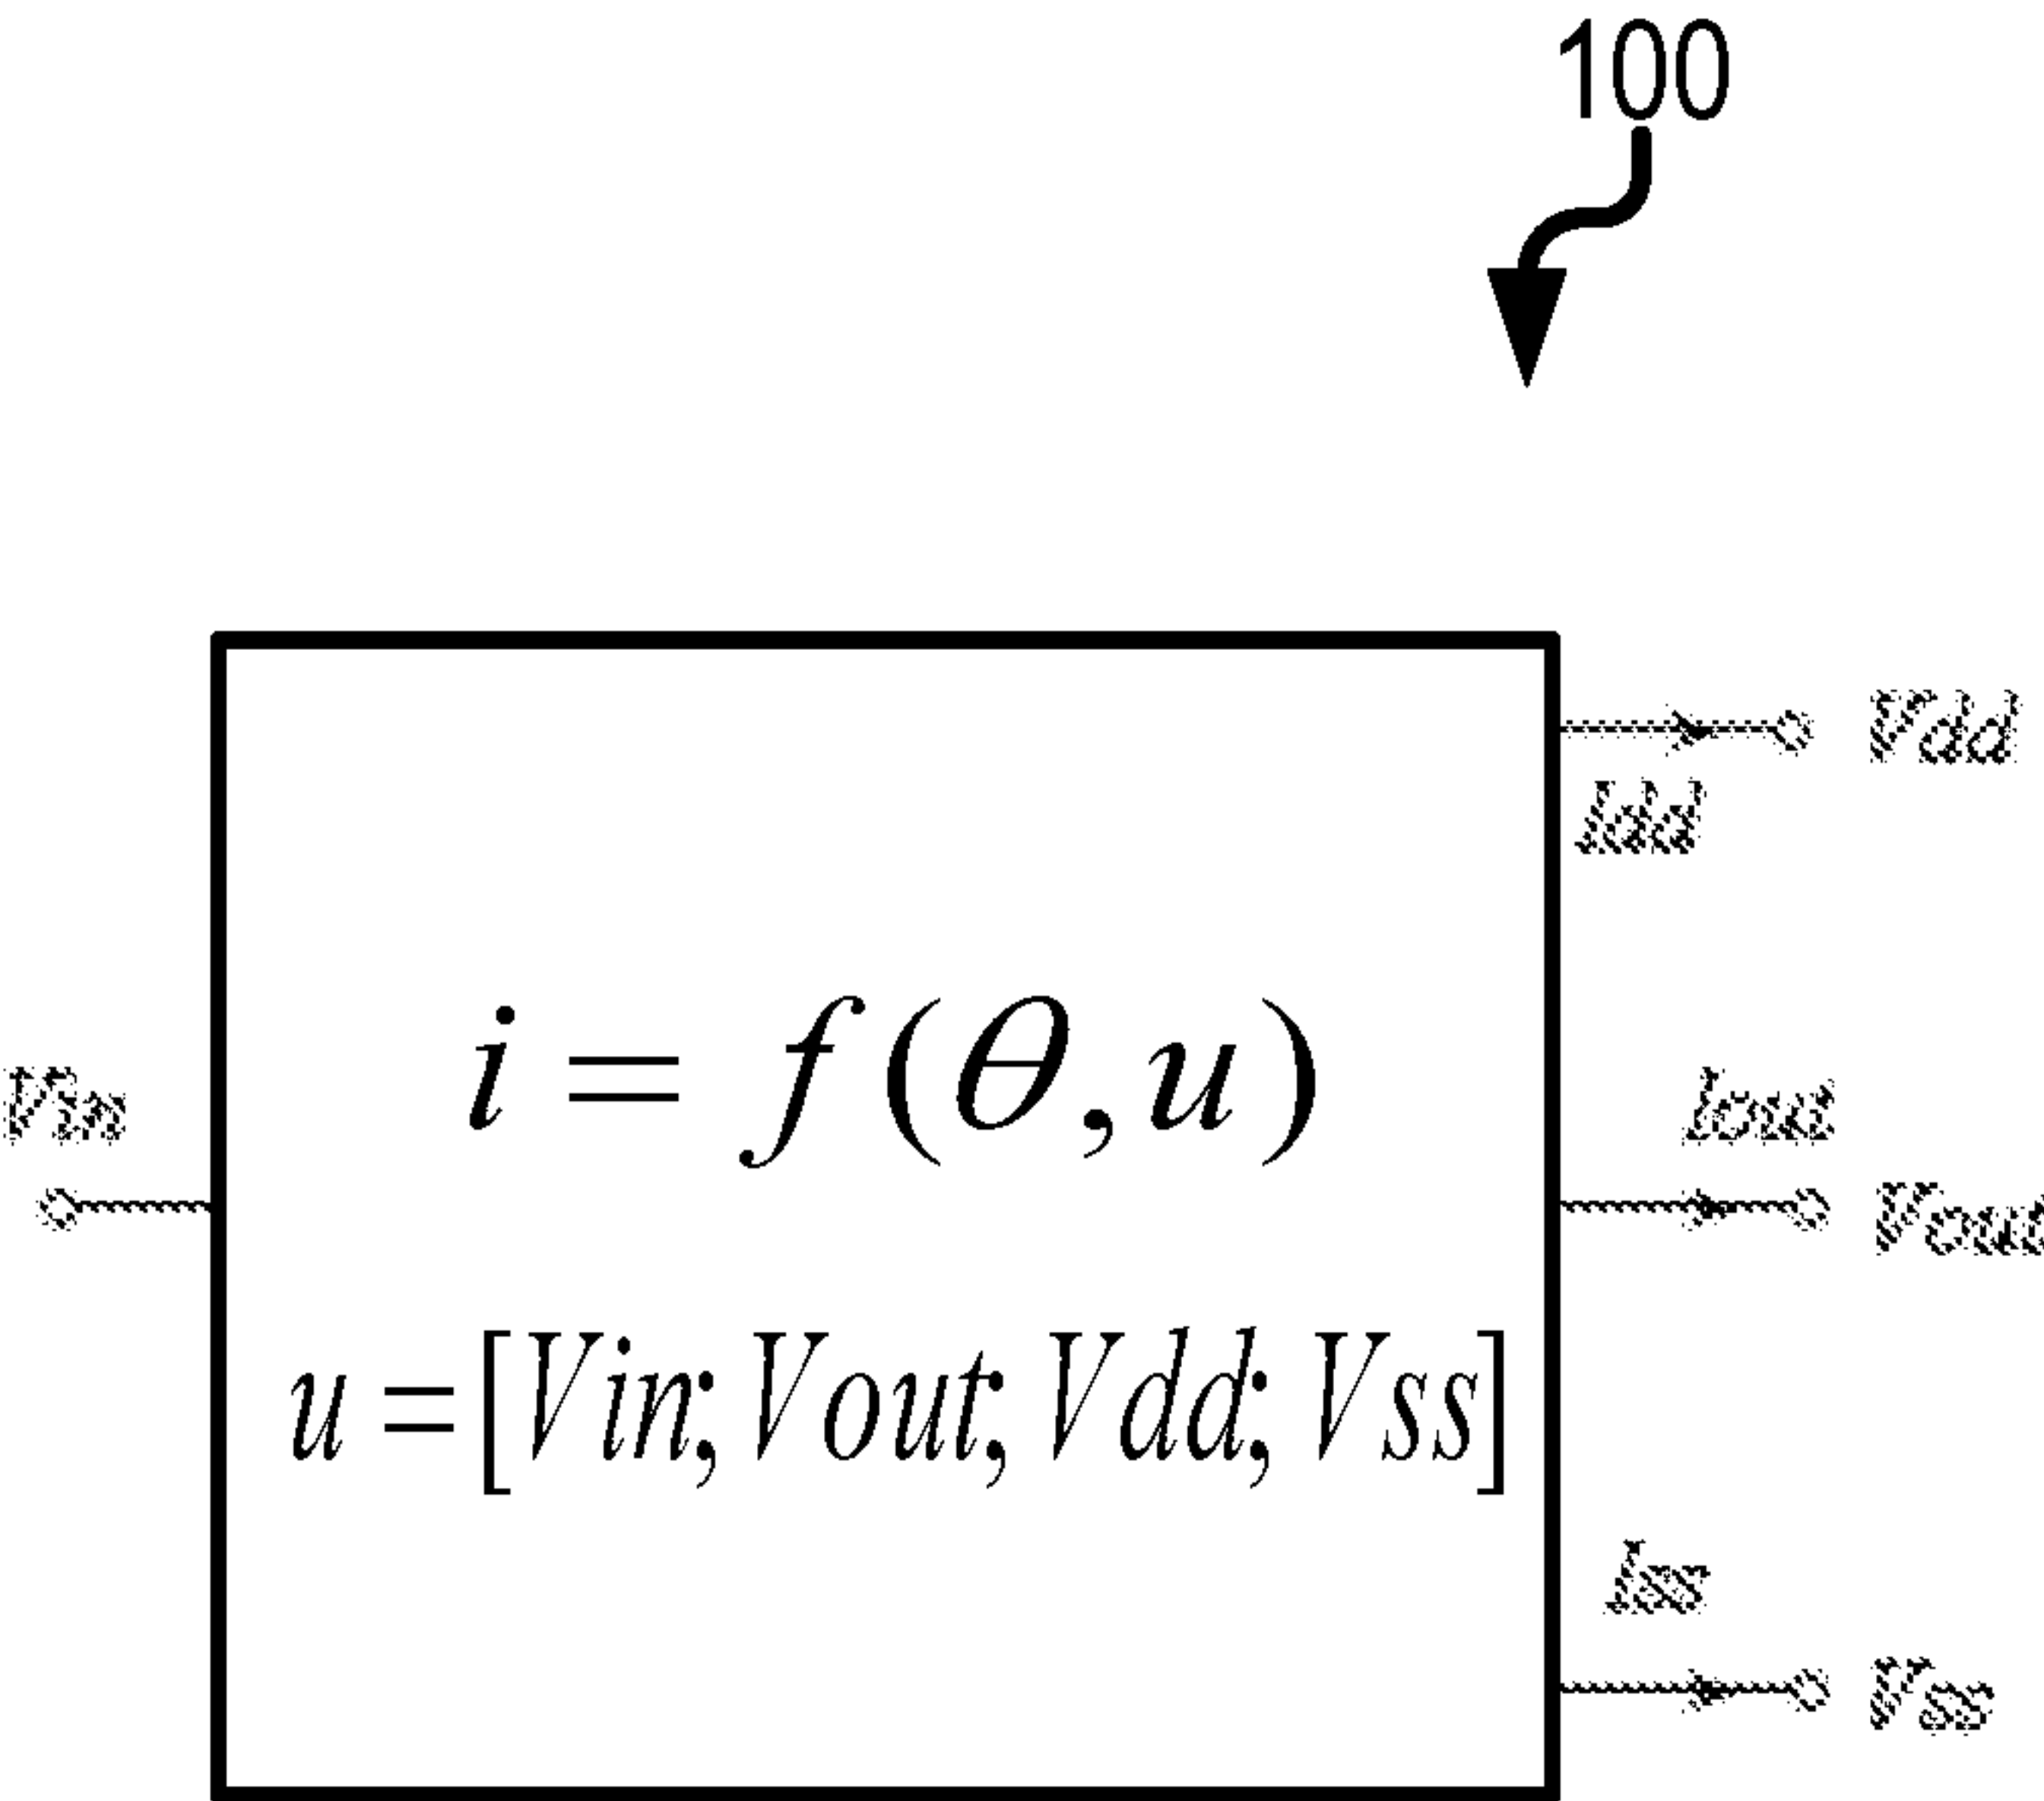 100
Vdd
Idd
i = f(θ,u)
Vin
Iout
Vout
u=[Vin;Vout;Vdd;Vss]
Iss
Vss